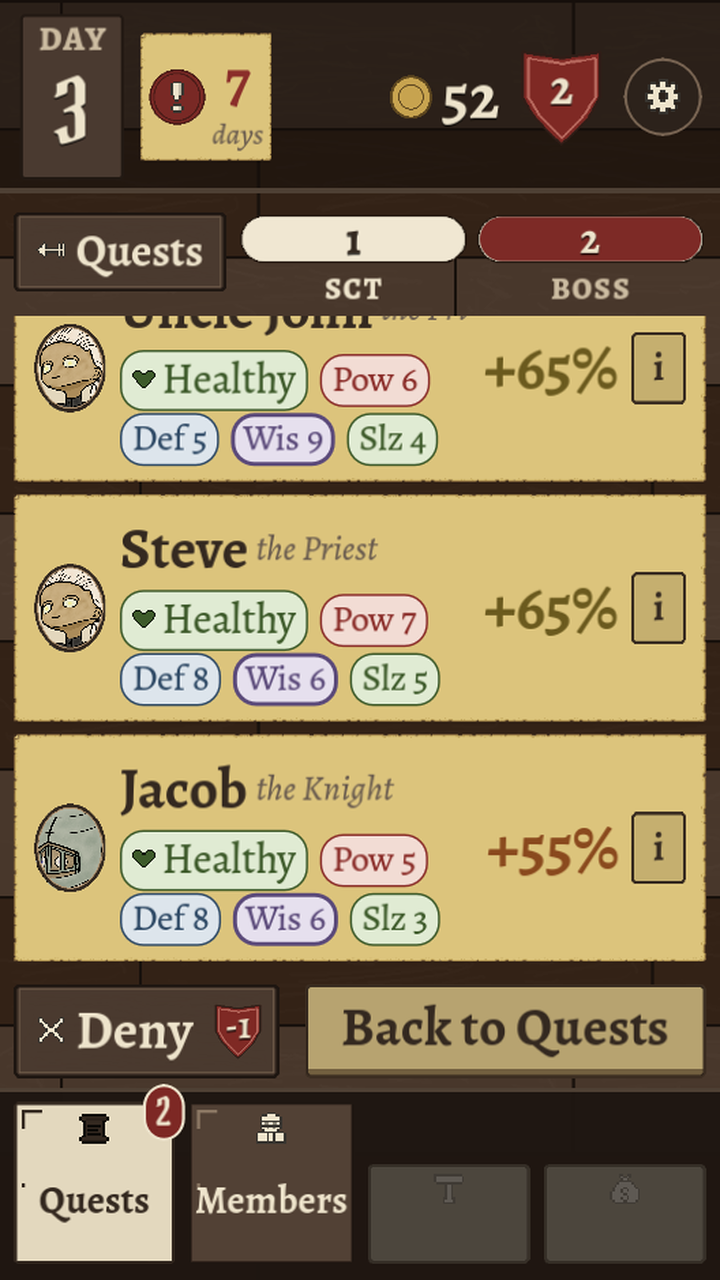 DAY
3
7
days
52
2
Quests
1
SCT
2
BOSS
Uncle John
+65%
i
Healthy
Pow 6
Def 5
Wis 9
Slz 4
Steve the Priest
+65%
i
Healthy
Pow 7
Def 8
Wis 6
Slz 5
Jacob the Knight
+55%
i
Healthy
Pow 5
Def 8
Wis 6
Slz 3
Deny
-1
Back to Quests
2
Quests
Members